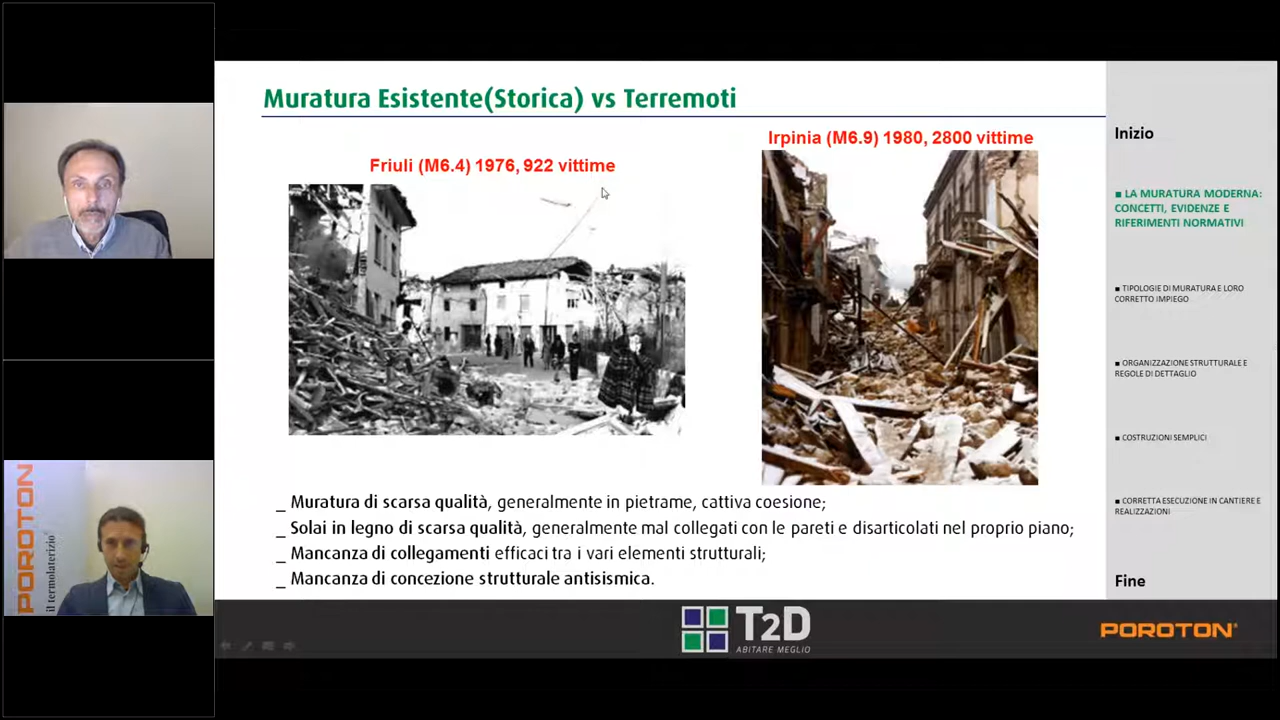 Muratura Esistente(Storica) vs Terremoti
Friuli (M6.4) 1976, 922 vittime
Irpinia (M6.9) 1980, 2800 vittime
_ Muratura di scarsa qualità, generalmente in pietrame, cattiva coesione;
_ Solai in legno di scarsa qualità, generalmente mal collegati con le pareti e disarticolati nel proprio piano;
_ Mancanza di collegamenti efficaci tra i vari elementi strutturali;
_ Mancanza di concezione strutturale antisismica.
Inizio
■ LA MURATURA MODERNA:
CONCETTI, EVIDENZE E
RIFERIMENTI NORMATIVI
■ TIPOLOGIE DI MURATURA E LORO
CORRETTO IMPIEGO
■ ORGANIZZAZIONE STRUTTURALE E
REGOLE DI DETTAGLIO
■ COSTRUZIONI SEMPLICI
■ CORRETTA ESECUZIONE IN CANTIERE E
REALIZZAZIONI
Fine
T2D
ABITARE MEGLIO
POROTON®
POROTON
il termolaterizio